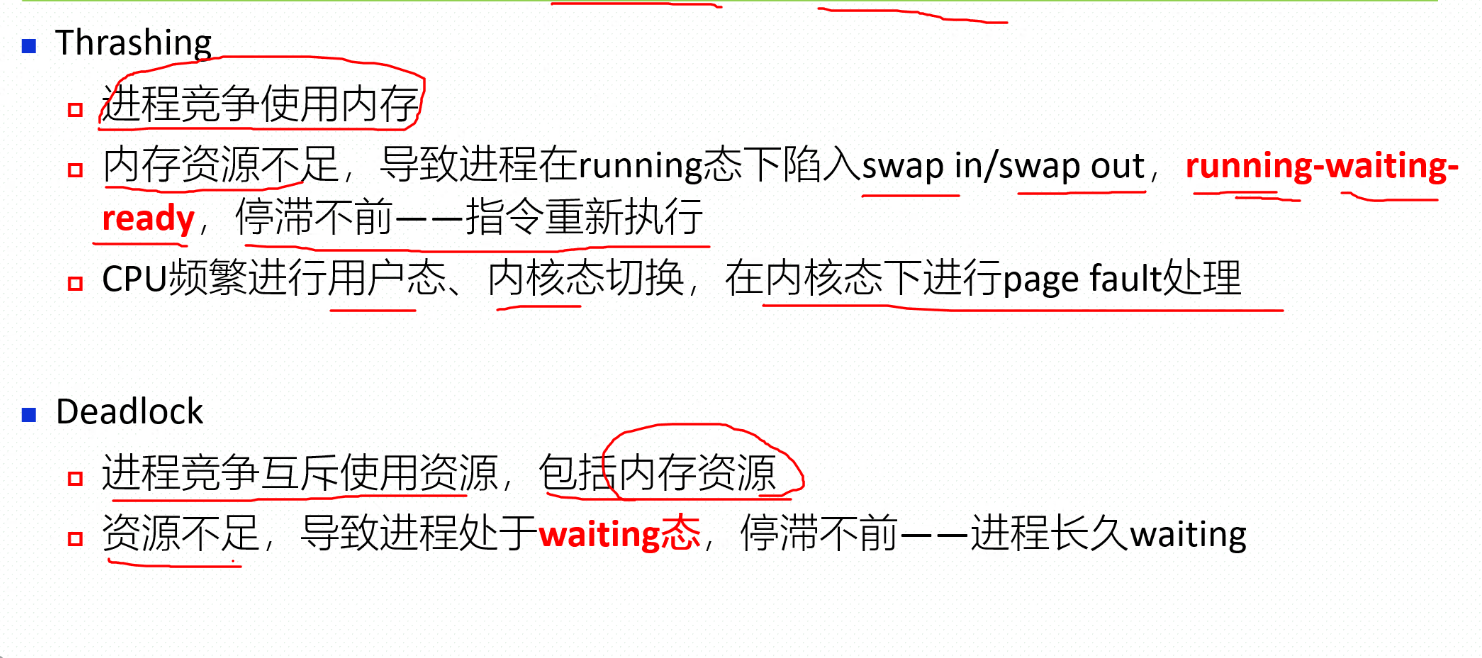 Thrashing
进程竞争使用内存
内存资源不足，导致进程在running态下陷入swap in/swap out，running-waiting-
ready，停滞不前——指令重新执行
CPU频繁进行用户态、内核态切换，在内核态下进行page fault处理
Deadlock
进程竞争互斥使用资源，包括内存资源
资源不足，导致进程处于waiting态，停滞不前——进程长久waiting